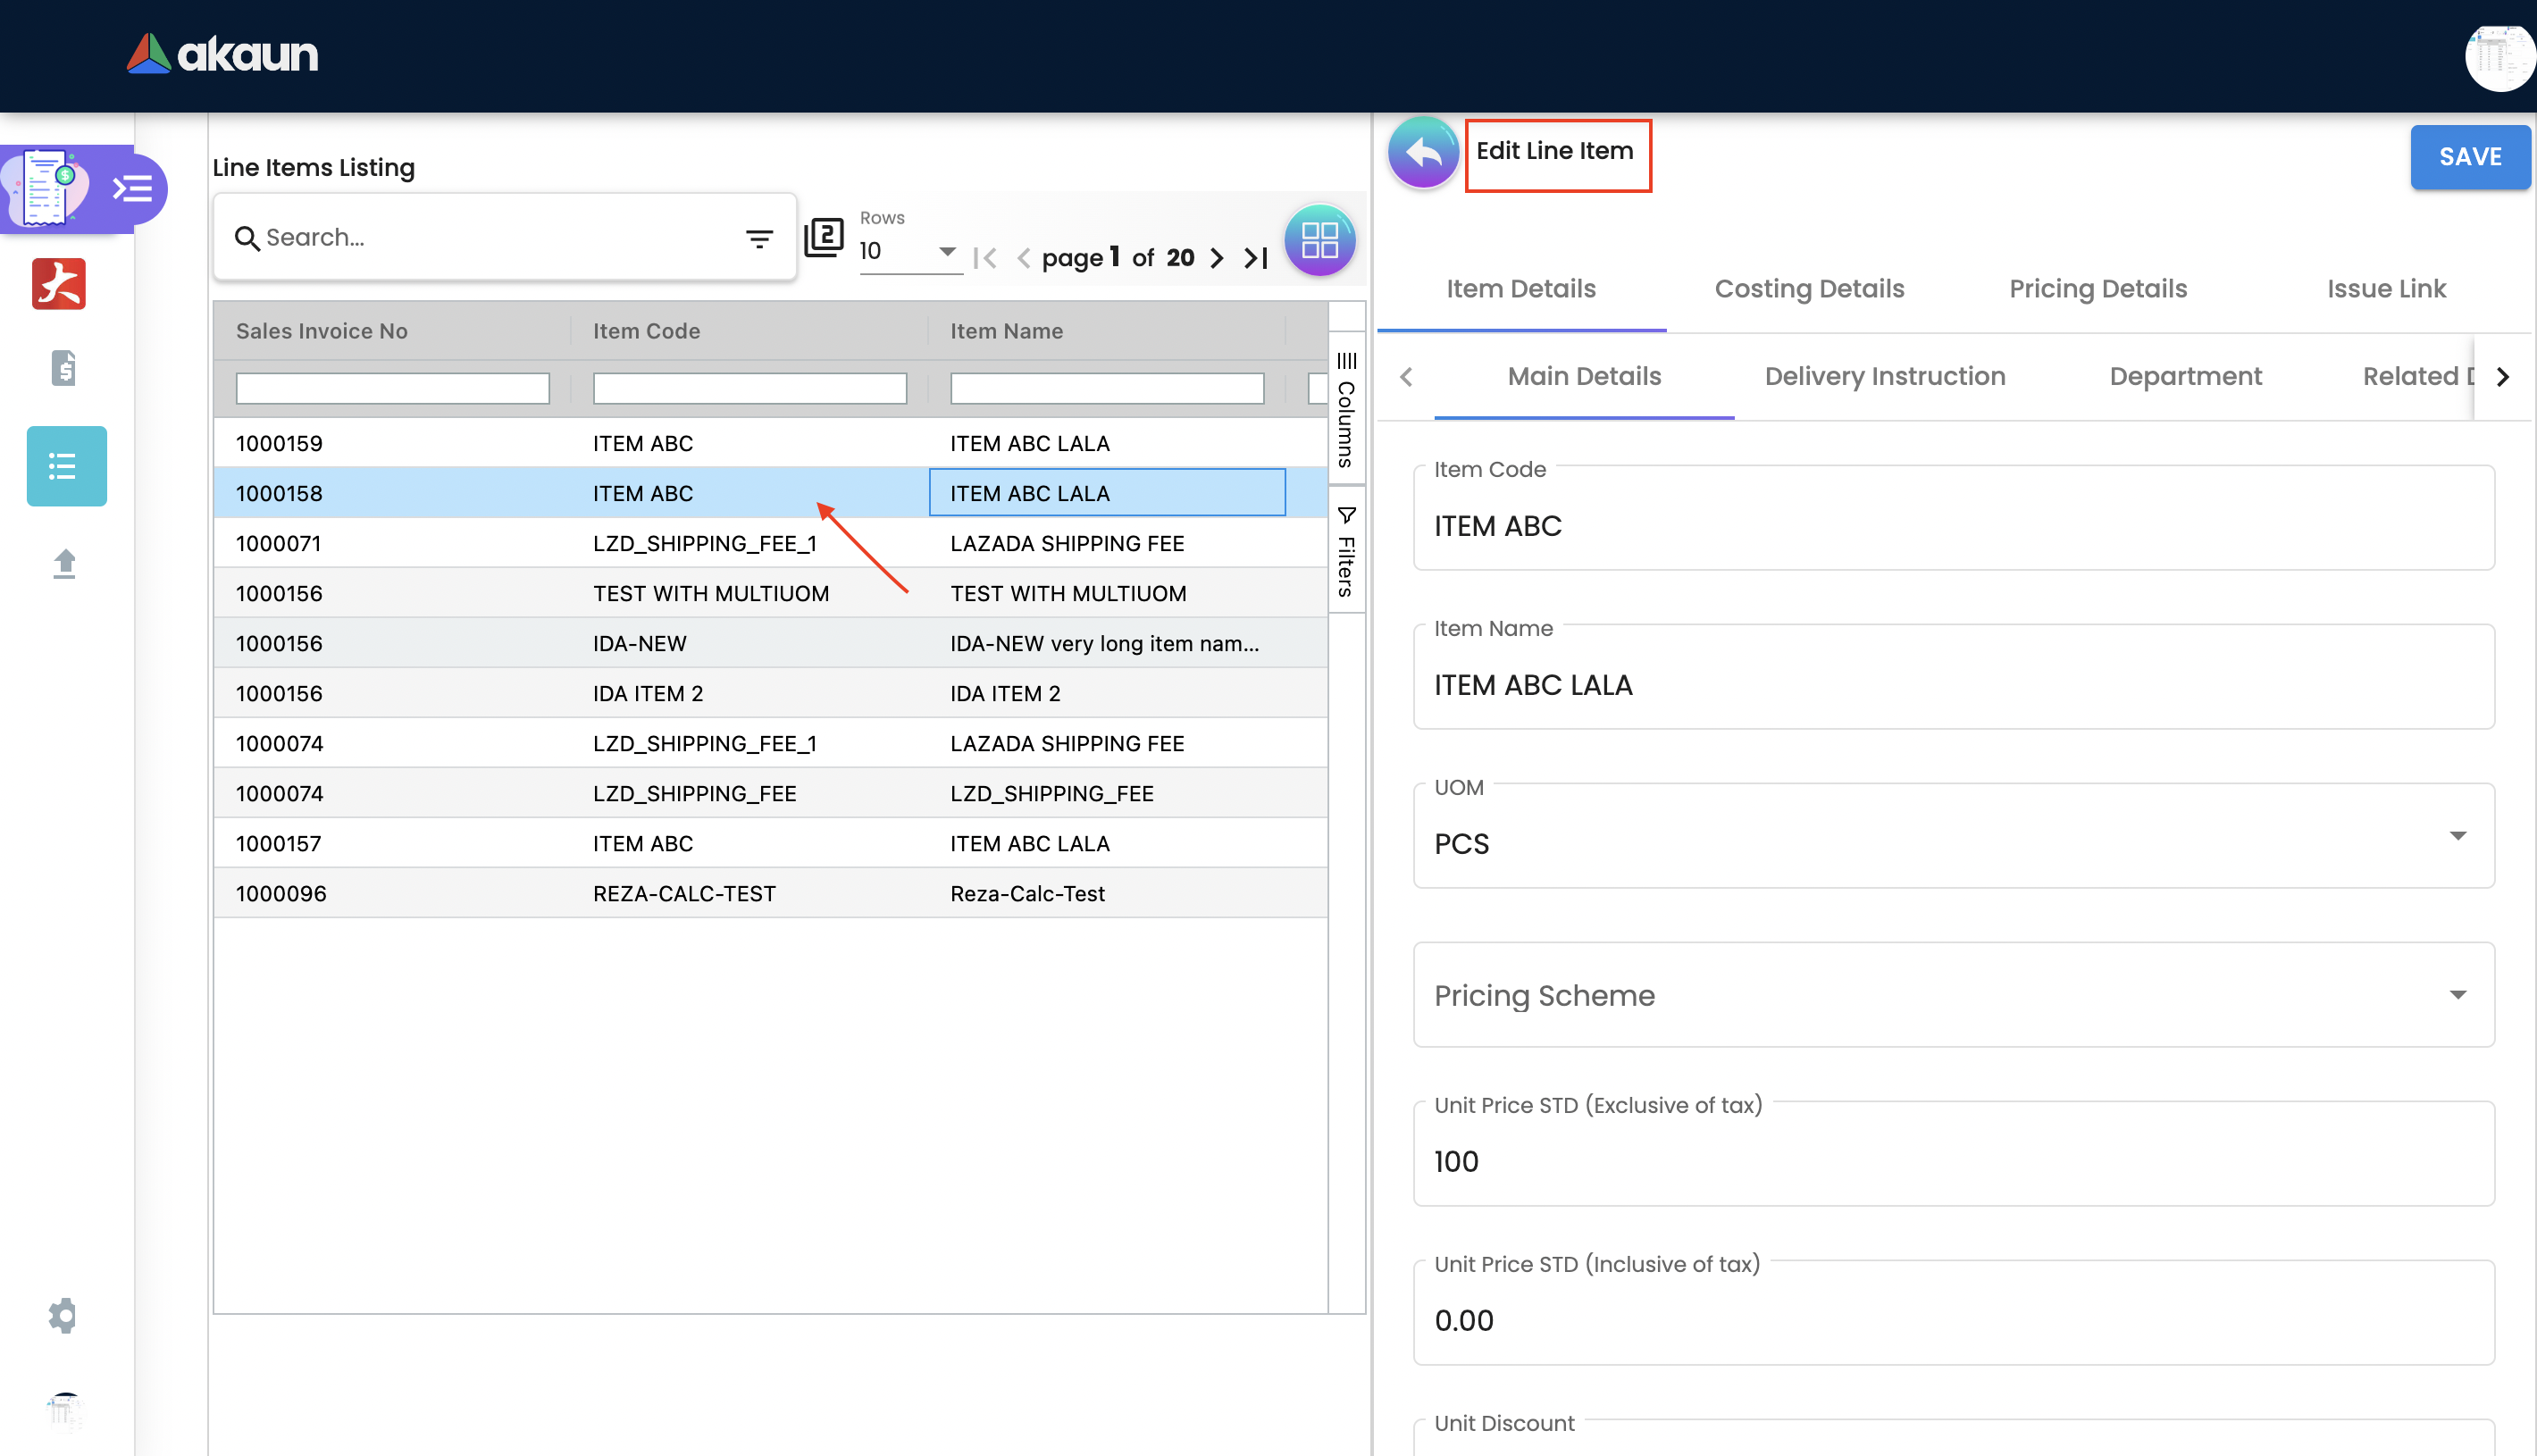 akaun
Line Items Listing
Search...
2
Rows
10
page 1 of 20
Sales Invoice No Item Code Item Name
1000159 ITEM ABC ITEM ABC LALA
1000158 ITEM ABC ITEM ABC LALA
1000071 LZD_SHIPPING_FEE_1 LAZADA SHIPPING FEE
1000156 TEST WITH MULTIUOM TEST WITH MULTIUOM
1000156 IDA-NEW IDA-NEW very long item nam...
1000156 IDA ITEM 2 IDA ITEM 2
1000074 LZD_SHIPPING_FEE_1 LAZADA SHIPPING FEE
1000074 LZD_SHIPPING_FEE LZD_SHIPPING_FEE
1000157 ITEM ABC ITEM ABC LALA
1000096 REZA-CALC-TEST Reza-Calc-Test
Columns
Filters
Edit Line Item
SAVE
Item Details Costing Details Pricing Details Issue Link
Main Details Delivery Instruction Department Related
Item Code
ITEM ABC
Item Name
ITEM ABC LALA
UOM
PCS
Pricing Scheme
Unit Price STD (Exclusive of tax)
100
Unit Price STD (Inclusive of tax)
0.00
Unit Discount